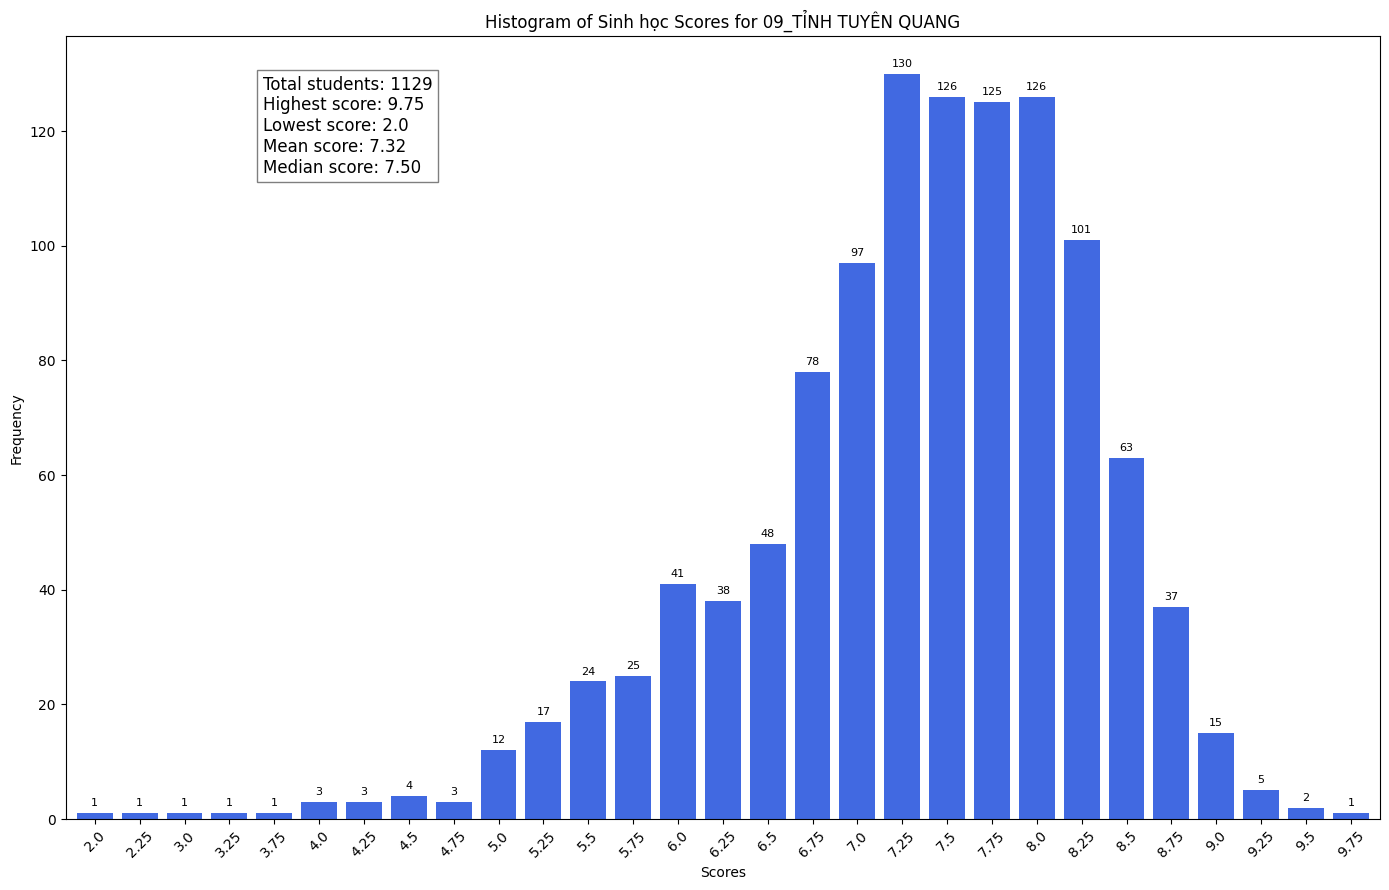 Histogram of Sinh học Scores for 09_TỈNH TUYÊN QUANG
Total students: 1129
Highest score: 9.75
Lowest score: 2.0
Mean score: 7.32
Median score: 7.50
Frequency
120
100
80
60
40
20
0
1 1 1 1 1 3 3 4 3 12 17 24 25 41 38 48 78 97 130 126 125 126 101 63 37 15 5 2 1
2.0 2.25 3.0 3.25 3.75 4.0 4.25 4.5 4.75 5.0 5.25 5.5 5.75 6.0 6.25 6.5 6.75 7.0 7.25 7.5 7.75 8.0 8.25 8.5 8.75 9.0 9.25 9.5 9.75
Scores